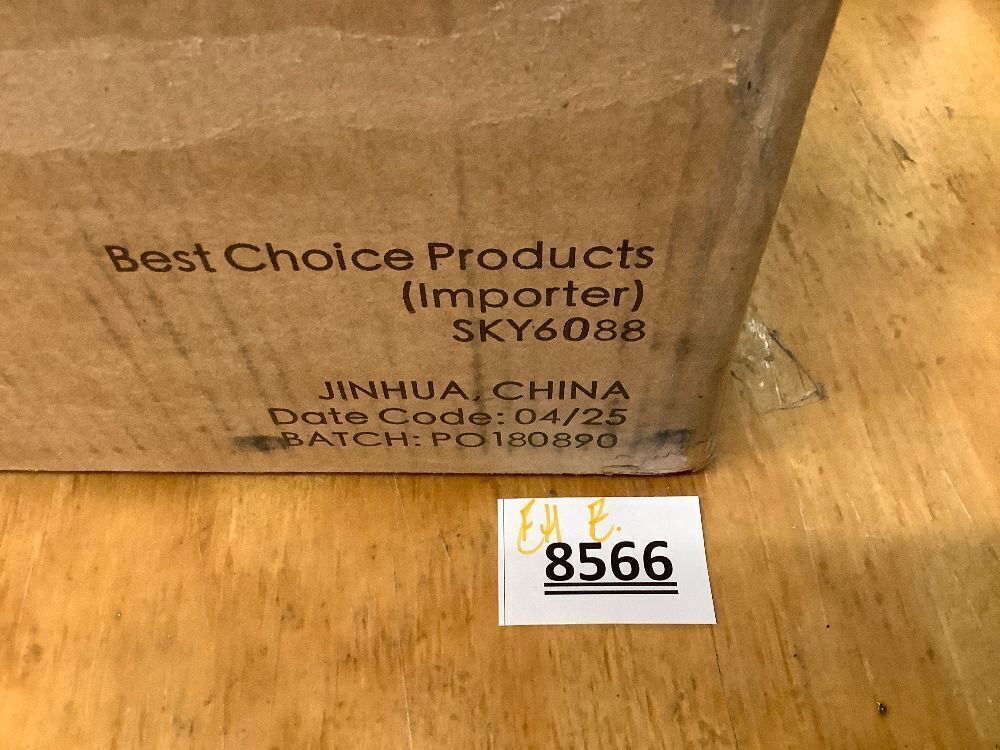 Best Choice Products
(Importer)
SKY6088
JINHUA, CHINA
Date Code: 04/25
BATCH: PO180890
8566